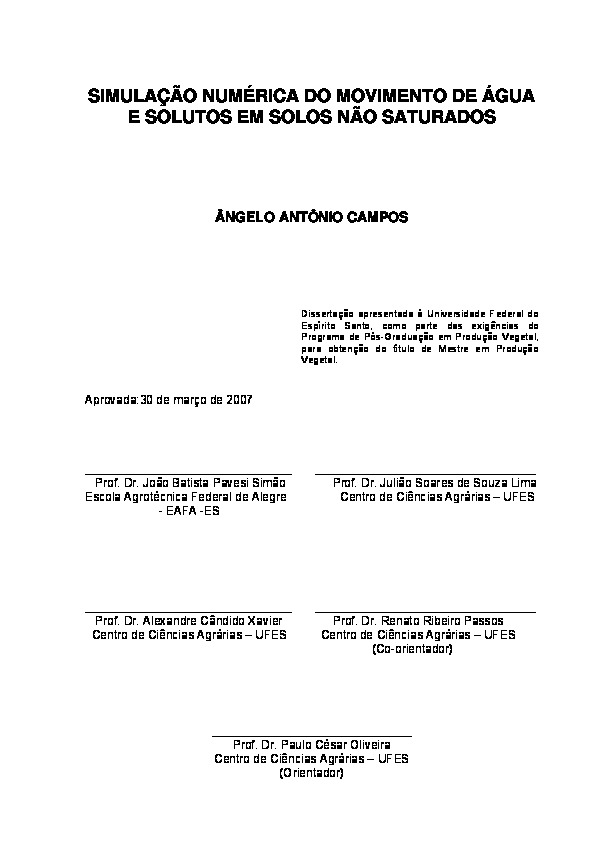 SIMULAÇÃO NUMÉRICA DO MOVIMENTO DE ÁGUA
E SOLUTOS EM SOLOS NÃO SATURADOS
ÂNGELO ANTÔNIO CAMPOS
Dissertação apresentada à Universidade Federal do
Espírito Santo, como parte das exigências do
Programa de Pós-Graduação em Produção Vegetal,
para obtenção do título de Mestre em Produção
Vegetal.
Aprovada:30 de março de 2007
Prof. Dr. João Batista Pavesi Simão
Escola Agrotécnica Federal de Alegre
- EAFA -ES
Prof. Dr. Julião Soares de Souza Lima
Centro de Ciências Agrárias – UFES
Prof. Dr. Alexandre Cândido Xavier
Centro de Ciências Agrárias – UFES
Prof. Dr. Renato Ribeiro Passos
Centro de Ciências Agrárias – UFES
(Co-orientador)
Prof. Dr. Paulo César Oliveira
Centro de Ciências Agrárias – UFES
(Orientador)